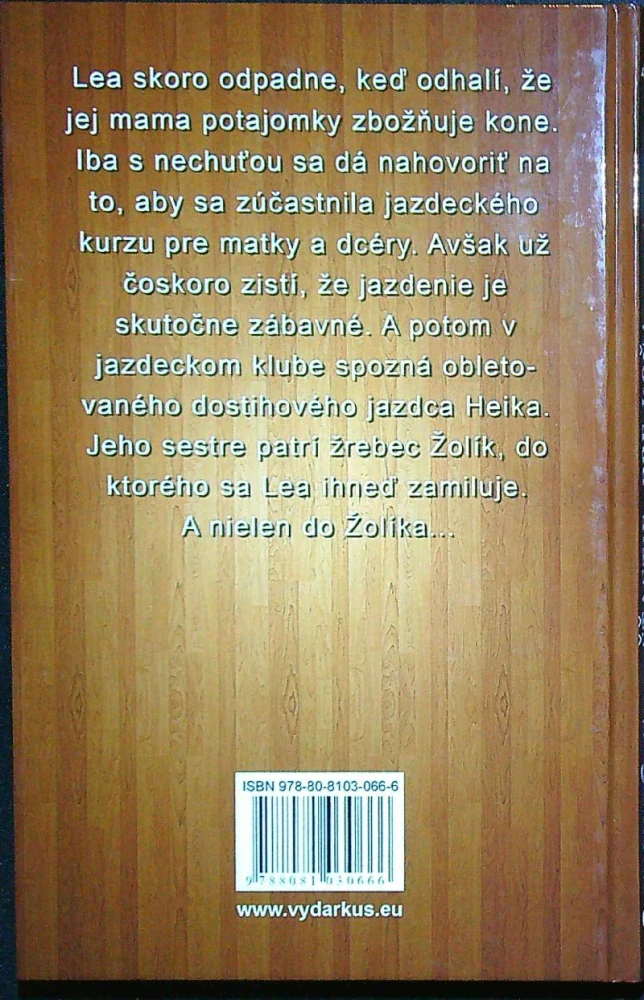 Lea skoro odpadne, keď odhalí, že
jej mama potajomky zbožňuje kone.
Iba s nechuťou sa dá nahovoriť na
to, aby sa zúčastnila jazdeckého
kurzu pre matky a dcéry. Avšak už
čoskoro zistí, že jazdenie je
skutočne zábavné. A potom v
jazdeckom klube spozná obleto-
vaného dostihového jazdca Heika.
Jeho sestre patrí žrebec Žolík, do
ktorého sa Lea ihneď zamiluje.
A nielen do Žolíka...
ISBN 978-80-8103-066-6
9 788081 030666
www.vydarkus.eu